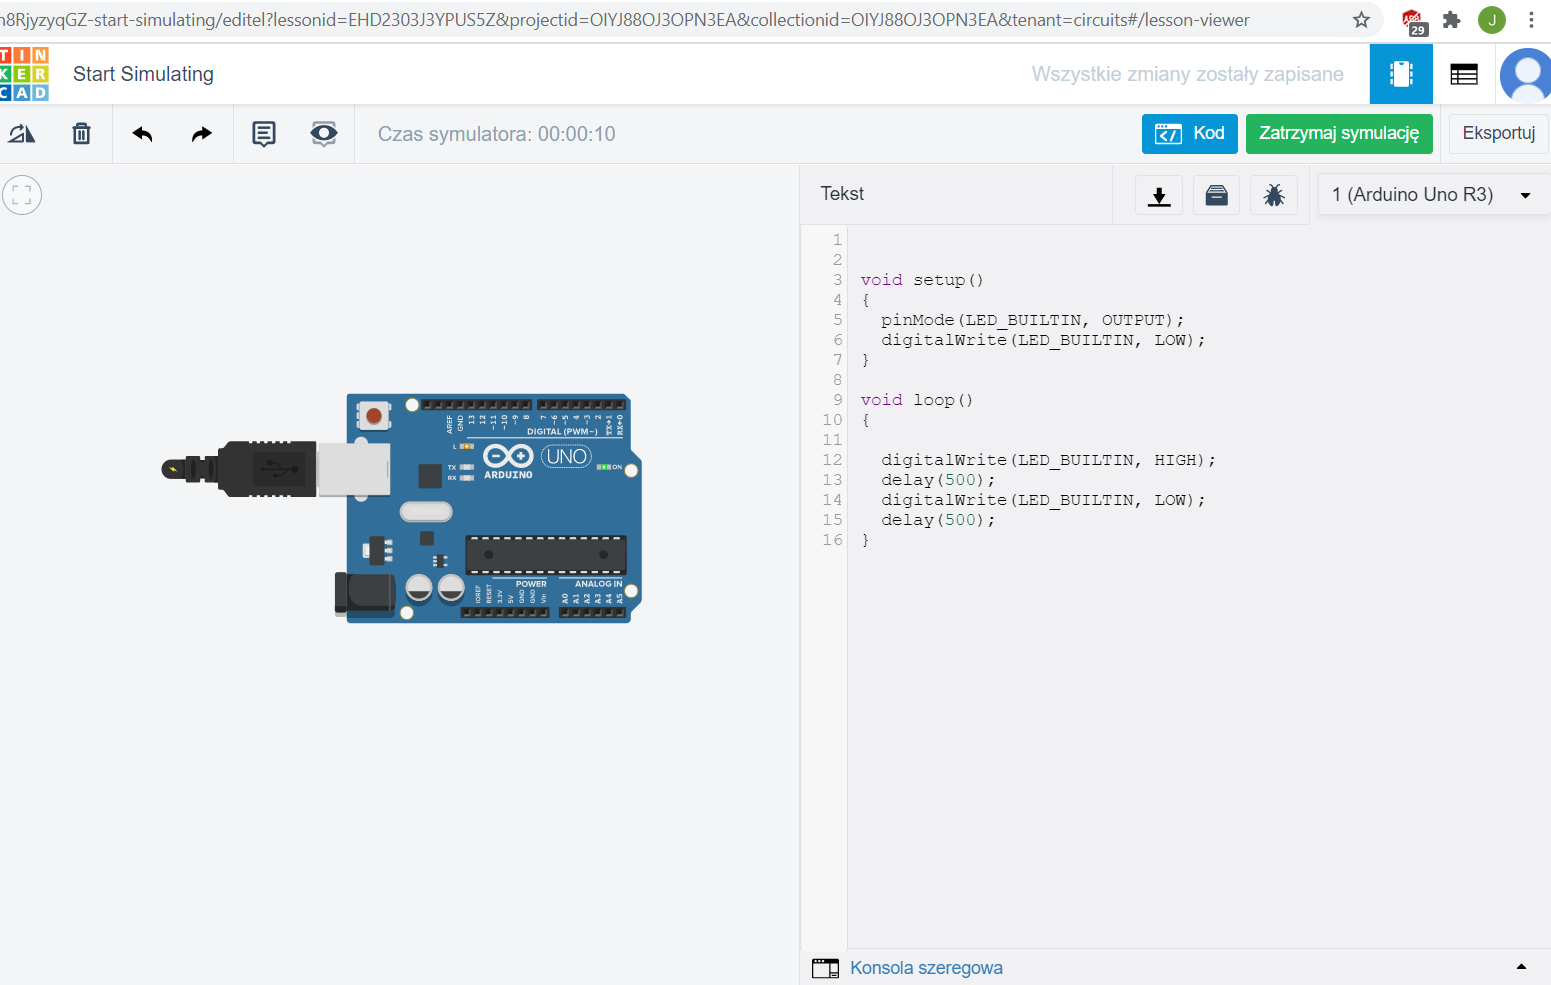 n8RjyzyqGZ-start-simulating/editel?lessonid=EHD2303J3YPUS5Z&projectid=OIYJ88OJ3OPN3EA&collectionid=OIYJ88OJ3OPN3EA&tenant=circuits#/lesson-viewer
29
J
TIN
KER
CAD
Start Simulating
Wszystkie zmiany zostały zapisane
Czas symulatora: 00:00:10
Kod
Zatrzymaj symulację
Eksportuj
Tekst
1 (Arduino Uno R3)
1
2
3 void setup()
4 {
5 pinMode(LED_BUILTIN, OUTPUT);
6 digitalWrite(LED_BUILTIN, LOW);
7 }
8
9 void loop()
10 {
11
12 digitalWrite(LED_BUILTIN, HIGH);
13 delay(500);
14 digitalWrite(LED_BUILTIN, LOW);
15 delay(500);
16 }
AREF
GND
13
12
~11
~10
~9
8
7
~6
~5
4
~3
2
TX→1
RX←0
DIGITAL (PWM~)
L
TX
RX
ARDUINO
UNO
ON
POWER
ANALOG IN
IOREF
RESET
3.3V
5V
GND
GND
Vin
A0
A1
A2
A3
A4
A5
Konsola szeregowa